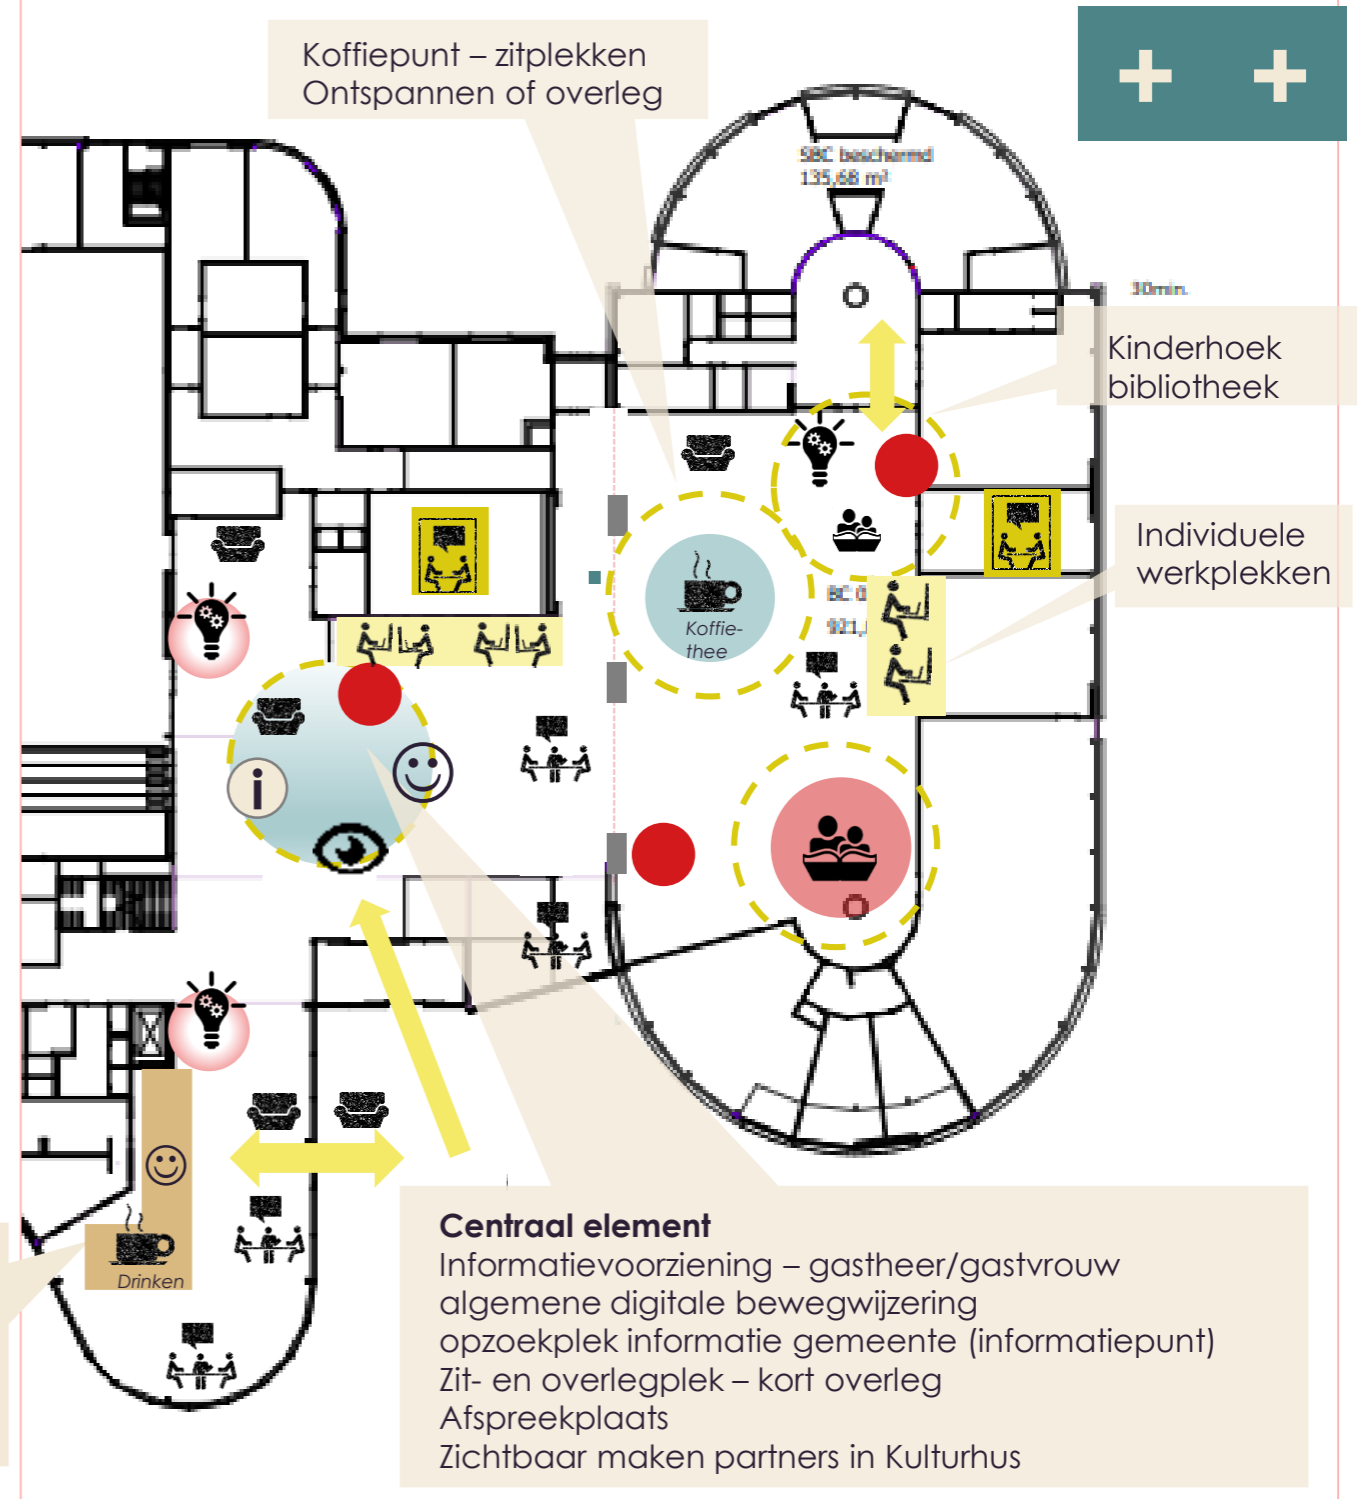 Koffiepunt – zitplekken
Ontspannen of overleg
SBC beschermd
135,68 m²
30min.
Kinderhoek
bibliotheek
Individuele
werkplekken
Koffie-
thee
i
Drinken
Centraal element
Informatievoorziening – gastheer/gastvrouw
algemene digitale bewegwijzering
opzoekplek informatie gemeente (informatiepunt)
Zit- en overlegplek – kort overleg
Afspreekplaats
Zichtbaar maken partners in Kulturhus